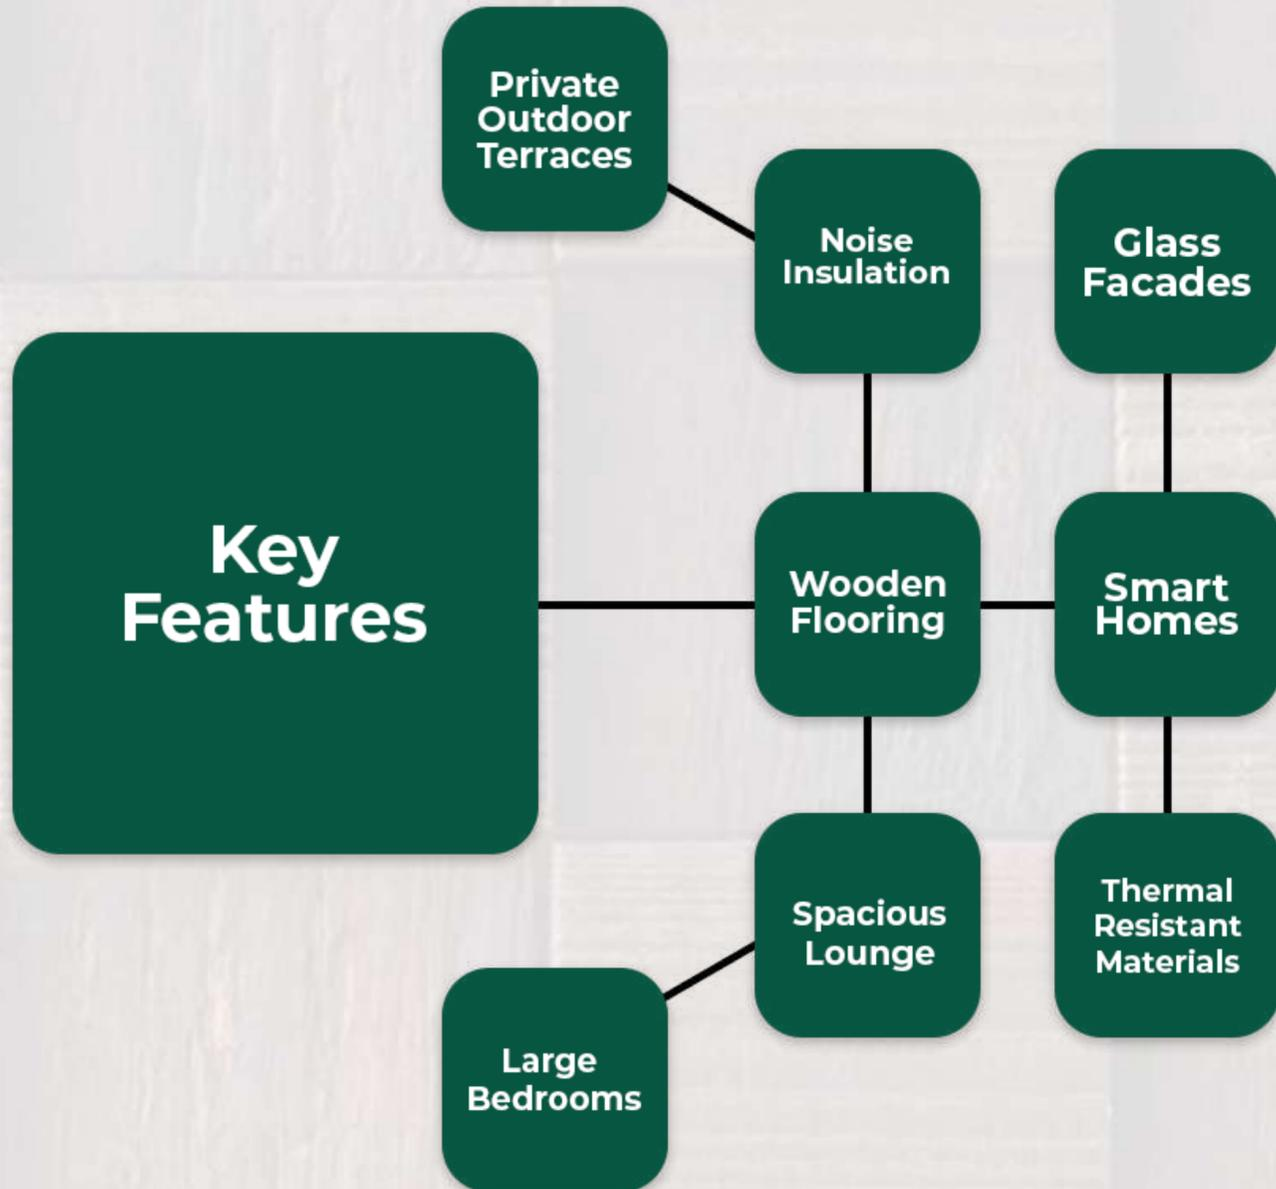 Private
Outdoor
Terraces
Noise
Insulation
Glass
Facades
Key
Features
Wooden
Flooring
Smart
Homes
Spacious
Lounge
Thermal
Resistant
Materials
Large
Bedrooms